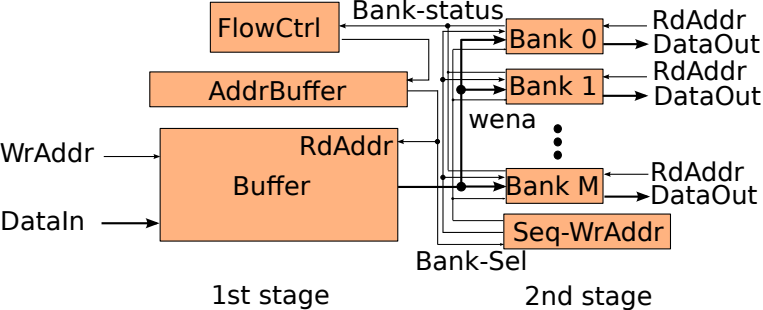 Bank-status
FlowCtrl
Bank 0
RdAddr
DataOut
AddrBuffer
Bank 1
RdAddr
DataOut
wena
WrAddr
RdAddr
Buffer
Bank M
RdAddr
DataOut
DataIn
Seq-WrAddr
Bank-Sel
1st stage
2nd stage